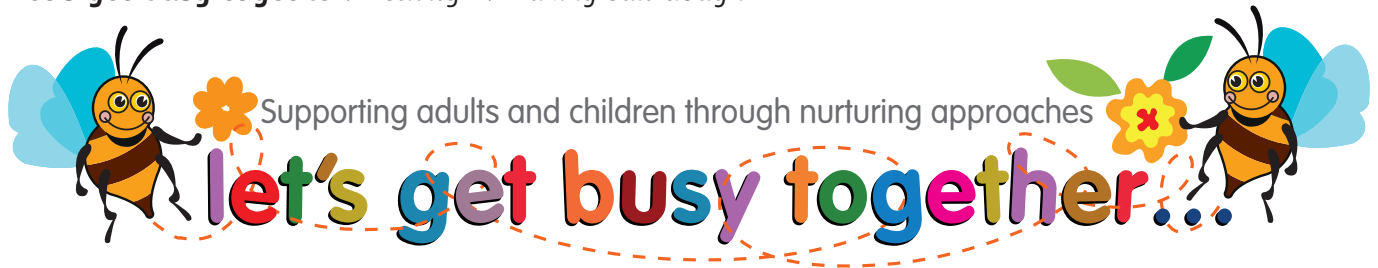 Supporting adults and children through nurturing approaches
let's get busy together...